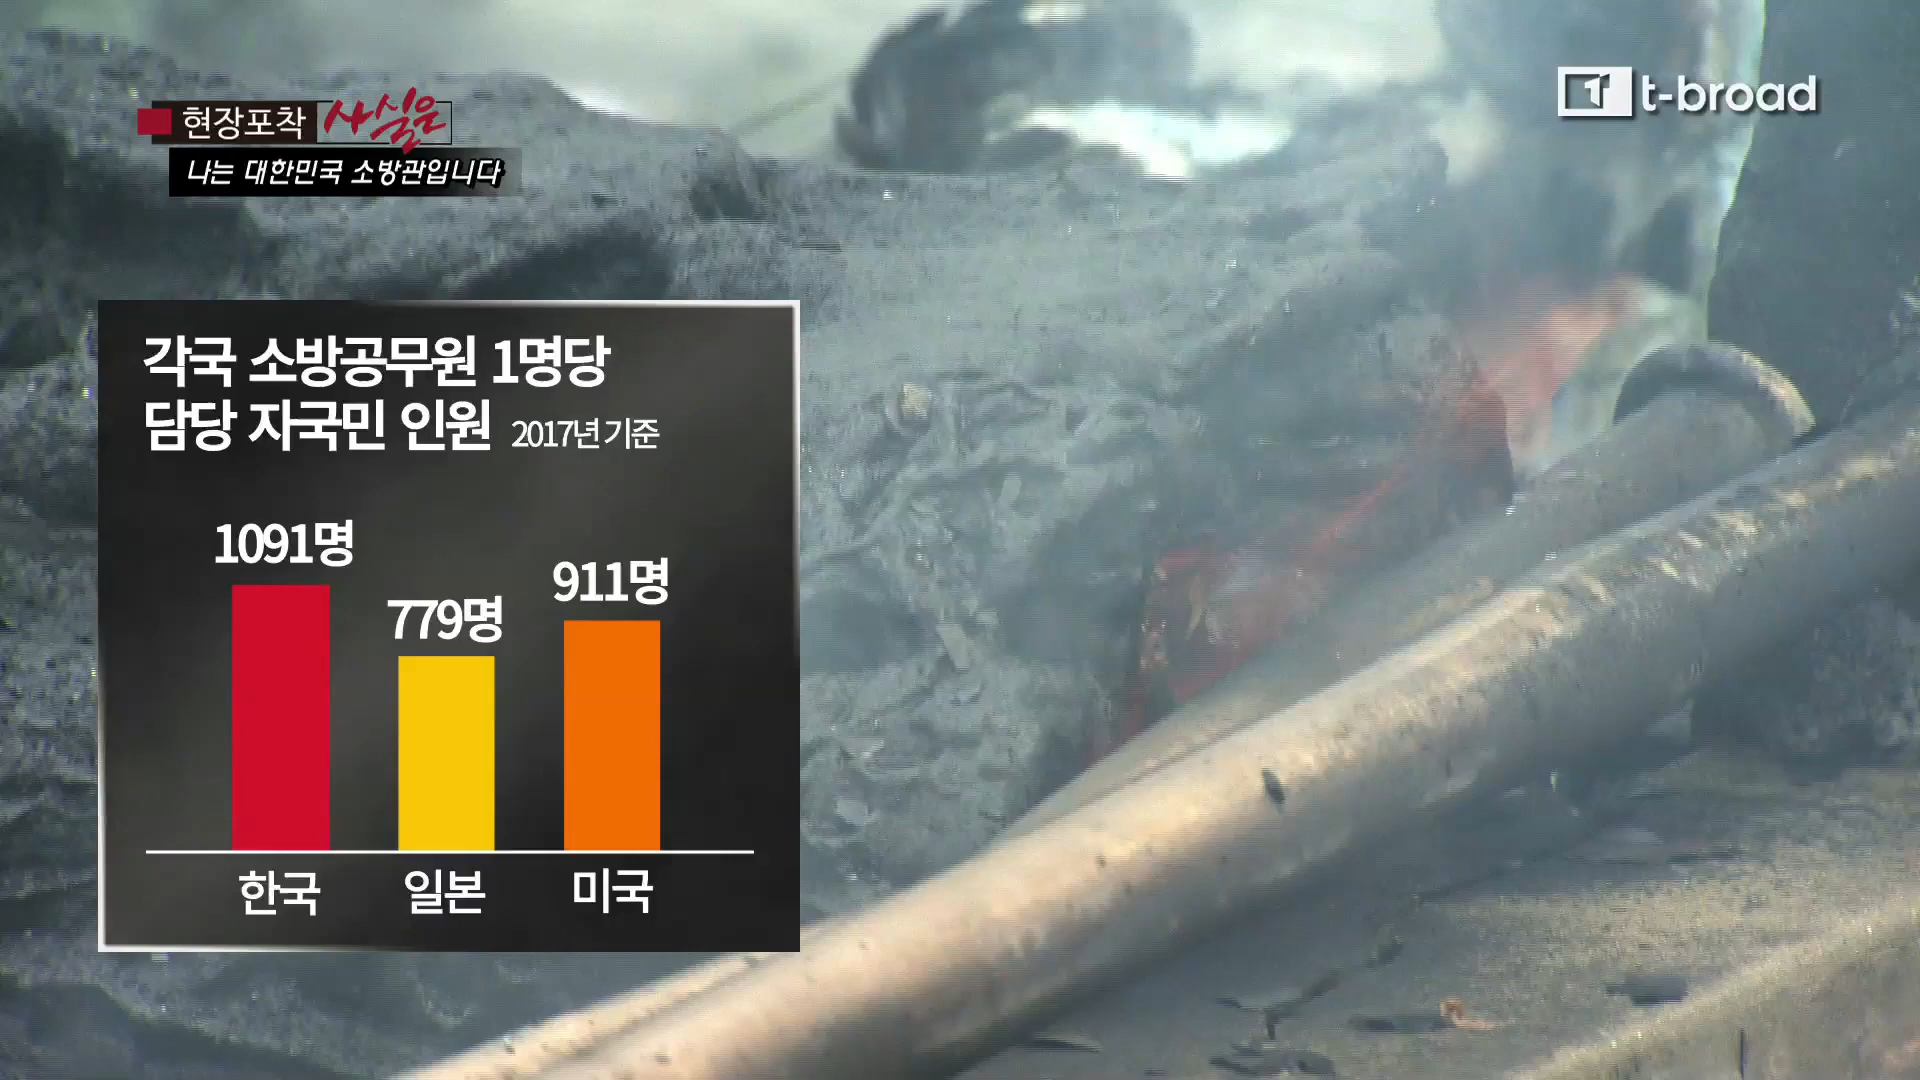 현장포착 사실은
나는 대한민국 소방관입니다
t-broad
각국 소방공무원 1명당
담당 자국민 인원 2017년 기준
1091명
779명
911명
한국 일본 미국